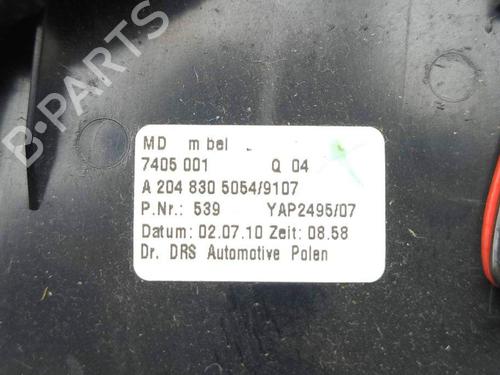 B-PARTS
MD m bel
7405 001 Q 04
A 204 830 5054/9107
P.Nr.: 539 YAP2495/07
Datum: 02.07.10 Zeit: 08.58
Dr. DRS Automotive Polen